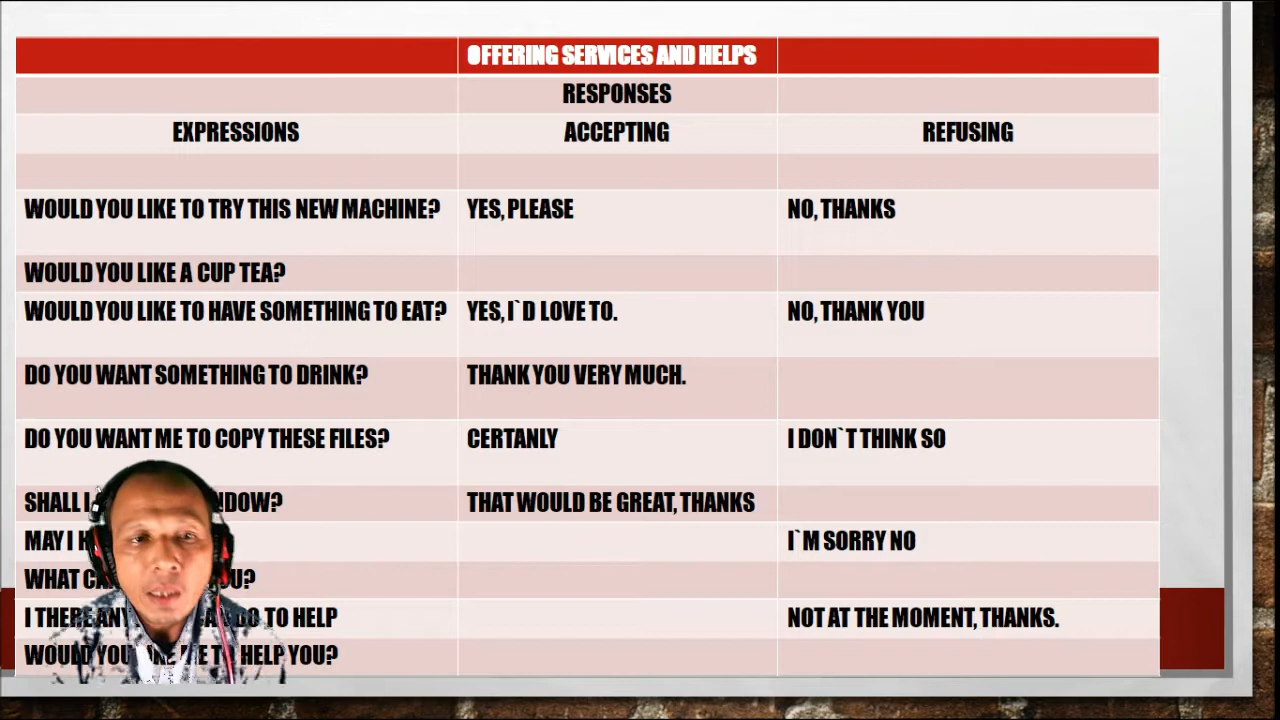 OFFERING SERVICES AND HELPS
RESPONSES
EXPRESSIONS ACCEPTING REFUSING
WOULD YOU LIKE TO TRY THIS NEW MACHINE? YES, PLEASE NO, THANKS
WOULD YOU LIKE A CUP TEA?
WOULD YOU LIKE TO HAVE SOMETHING TO EAT? YES, I`D LOVE TO. NO, THANK YOU
DO YOU WANT SOMETHING TO DRINK? THANK YOU VERY MUCH.
DO YOU WANT ME TO COPY THESE FILES? CERTANLY I DON`T THINK SO
SHALL I THAT WOULD BE GREAT, THANKS
MAY I I`M SORRY NO
WHAT
I THERE TO HELP NOT AT THE MOMENT, THANKS.
WOULD HELP YOU?